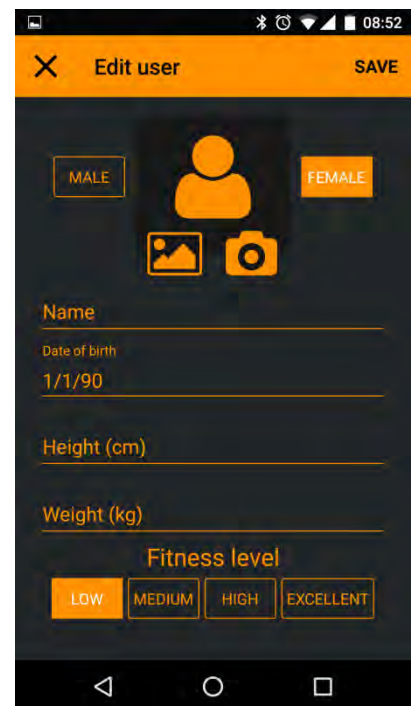 08:52
Edit user SAVE
MALE FEMALE
Name
Date of birth
1/1/90
Height (cm)
Weight (kg)
Fitness level
LOW MEDIUM HIGH EXCELLENT